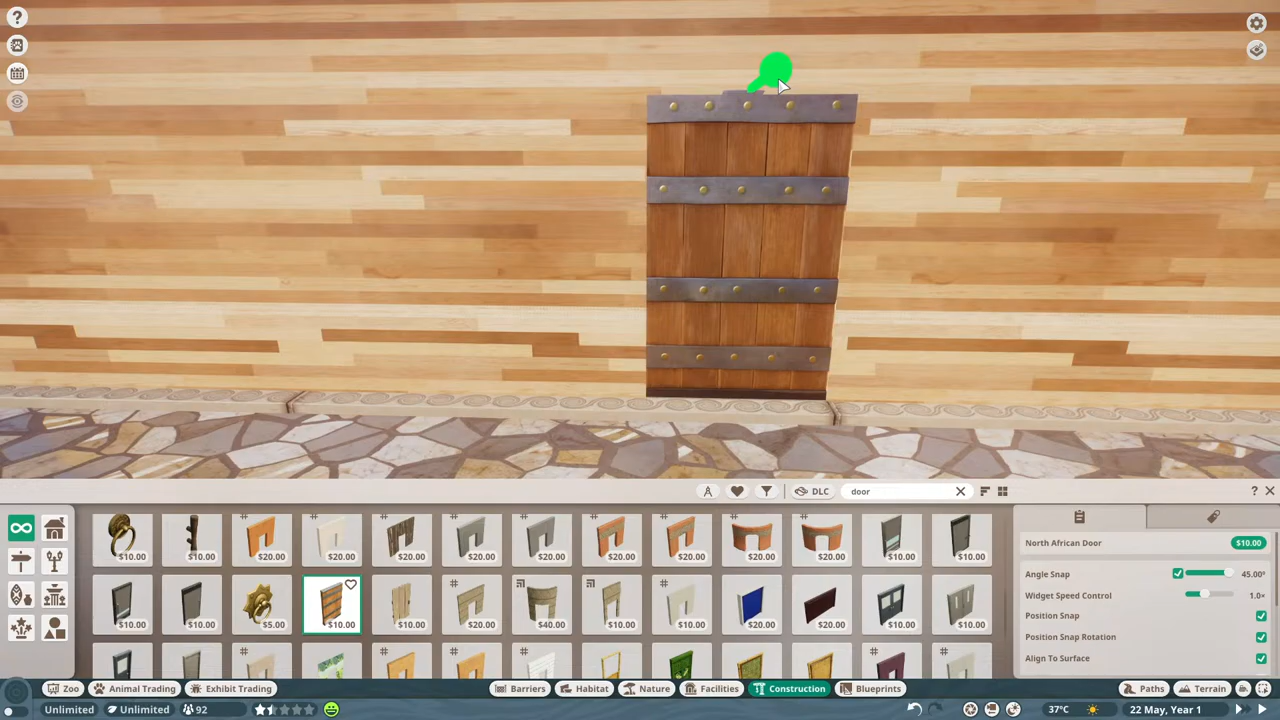 DLC
door
?
$10.00 $10.00 $20.00 $20.00 $20.00 $20.00 $20.00 $20.00 $20.00 $20.00 $20.00 $10.00 $10.00
$10.00 $10.00 $5.00 $10.00 $10.00 $20.00 $40.00 $10.00 $10.00 $20.00 $20.00 $10.00 $10.00
North African Door $10.00
Angle Snap 45.00°
Widget Speed Control 1.0×
Position Snap
Position Snap Rotation
Align To Surface
Zoo Animal Trading Exhibit Trading Barriers Habitat Nature Facilities Construction Blueprints Paths Terrain
Unlimited Unlimited 92 37°C 22 May, Year 1